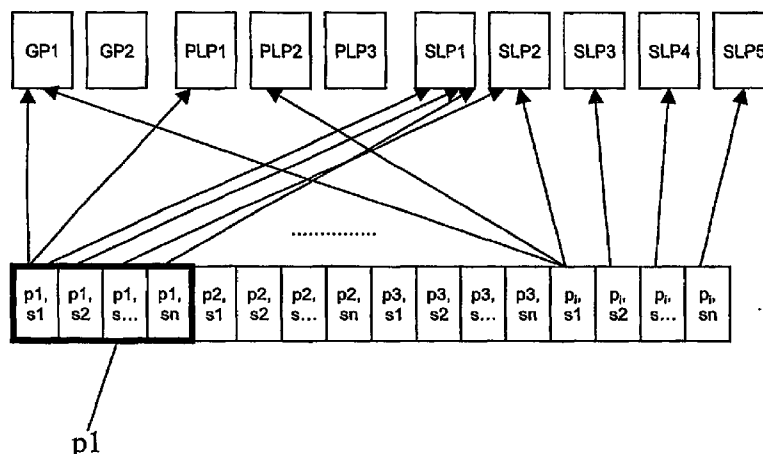 GP1 GP2 PLP1 PLP2 PLP3 SLP1 SLP2 SLP3 SLP4 SLP5
...............
p1, p1, p1, p1, p2, p2, p2, p2, p3, p3, p3, p3, pi, pi, pi, pi,
s1 s2 s... sn s1 s2 s... sn s1 s2 s... sn s1 s2 s... sn
p1